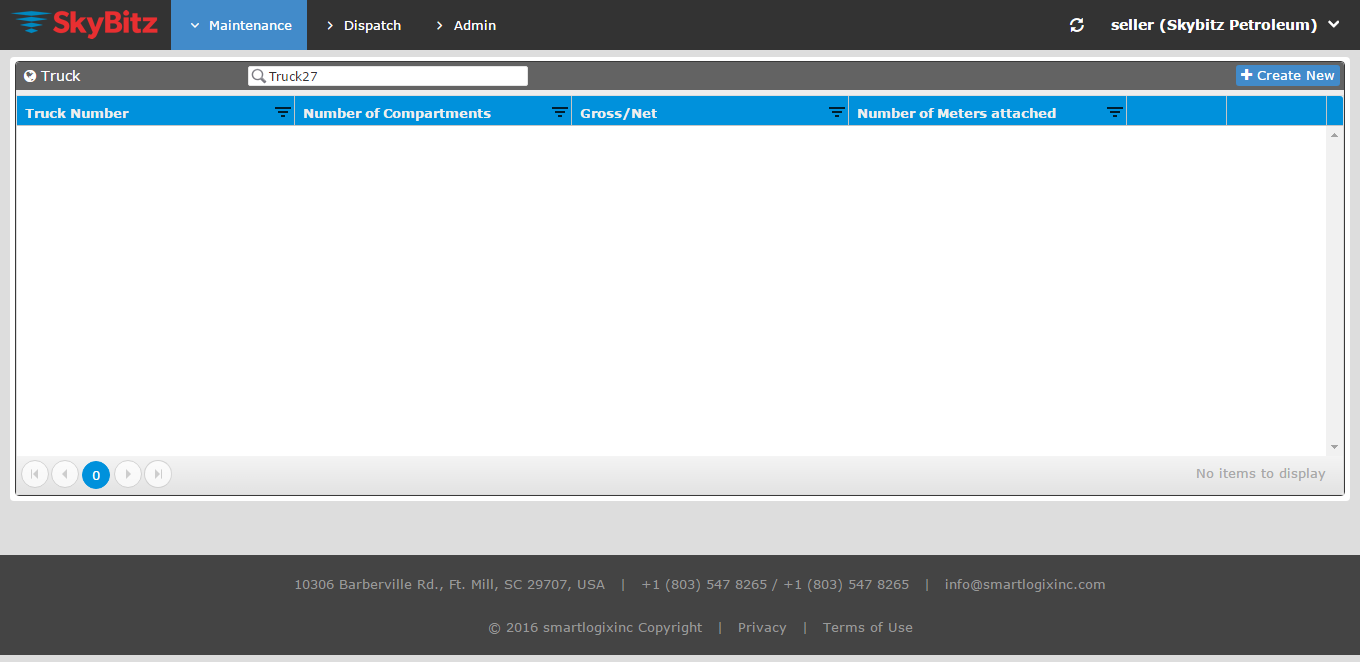 SkyBitz Maintenance Dispatch Admin seller (Skybitz Petroleum)
Truck Truck27 Create New
Truck Number Number of Compartments Gross/Net Number of Meters attached
0 No items to display
10306 Barberville Rd., Ft. Mill, SC 29707, USA | +1 (803) 547 8265 / +1 (803) 547 8265 | info@smartlogixinc.com
© 2016 smartlogixinc Copyright | Privacy | Terms of Use